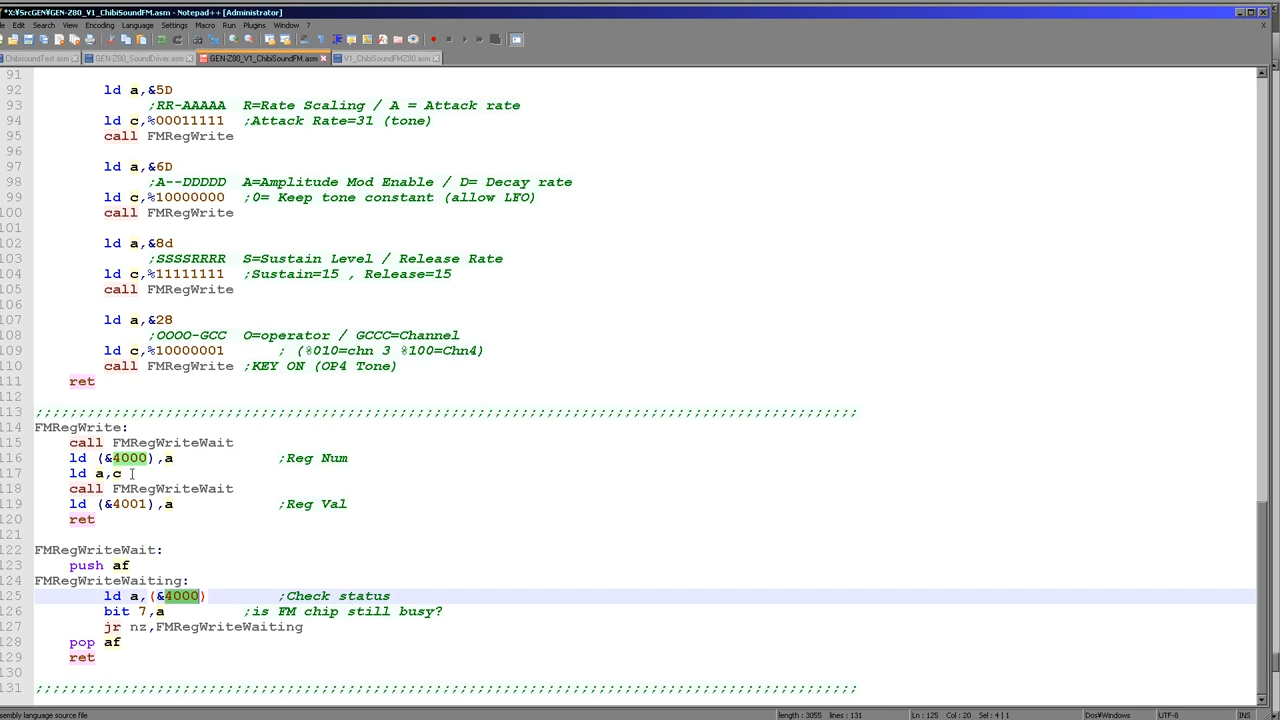 *X:¥SrcGEN¥GEN-Z80_V1_ChibiSoundFM.asm - Notepad++ [Administrator]
Edit Search View Encoding Language Settings Macro Run Plugins Window ?
ChibisoundTest.asm GEN-Z80_SoundDriver.asm GEN-Z80_V1_ChibiSoundFM.asm V1_ChibiSoundFMZ80.asm
91
92 ld a,&5D
93 ;RR-AAAAA R=Rate Scaling / A = Attack rate
94 ld c,%00011111 ;Attack Rate=31 (tone)
95 call FMRegWrite
96
97 ld a,&6D
98 ;A--DDDDD A=Amplitude Mod Enable / D= Decay rate
99 ld c,%10000000 ;0= Keep tone constant (allow LFO)
100 call FMRegWrite
101
102 ld a,&8d
103 ;SSSSRRRR S=Sustain Level / Release Rate
104 ld c,%11111111 ;Sustain=15 , Release=15
105 call FMRegWrite
106
107 ld a,&28
108 ;OOOO-GCC O=operator / GCCC=Channel
109 ld c,%10000001 ; (%010=chn 3 %100=Chn4)
110 call FMRegWrite ;KEY ON (OP4 Tone)
111 ret
112
113 ;;;;;;;;;;;;;;;;;;;;;;;;;;;;;;;;;;;;;;;;;;;;;;;;;;;;;;;;;;;;;;;;;;;;;;;;;;;;;;;;;;;;;;;;;;;;;;;
114 FMRegWrite:
115 call FMRegWriteWait
116 ld (&4000),a ;Reg Num
117 ld a,c
118 call FMRegWriteWait
119 ld (&4001),a ;Reg Val
120 ret
121
122 FMRegWriteWait:
123 push af
124 FMRegWriteWaiting:
125 ld a,(&4000) ;Check status
126 bit 7,a ;is FM chip still busy?
127 jr nz,FMRegWriteWaiting
128 pop af
129 ret
130
131 ;;;;;;;;;;;;;;;;;;;;;;;;;;;;;;;;;;;;;;;;;;;;;;;;;;;;;;;;;;;;;;;;;;;;;;;;;;;;;;;;;;;;;;;;;;;;;;;
sembly language source file length : 3055 lines : 131 Ln : 125 Col : 20 Sel : 4 | 1 Dos¥Windows UTF-8 INS